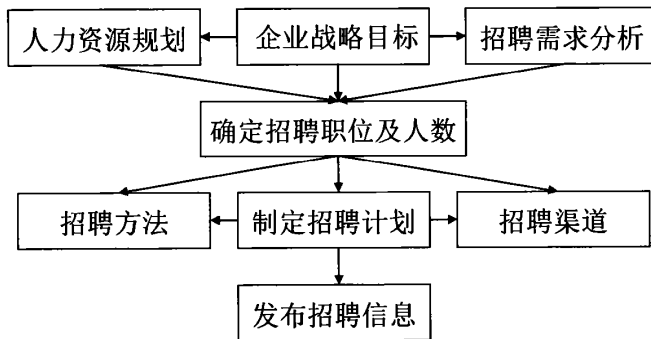 人力资源规划
企业战略目标
招聘需求分析
确定招聘职位及人数
招聘方法
制定招聘计划
招聘渠道
发布招聘信息